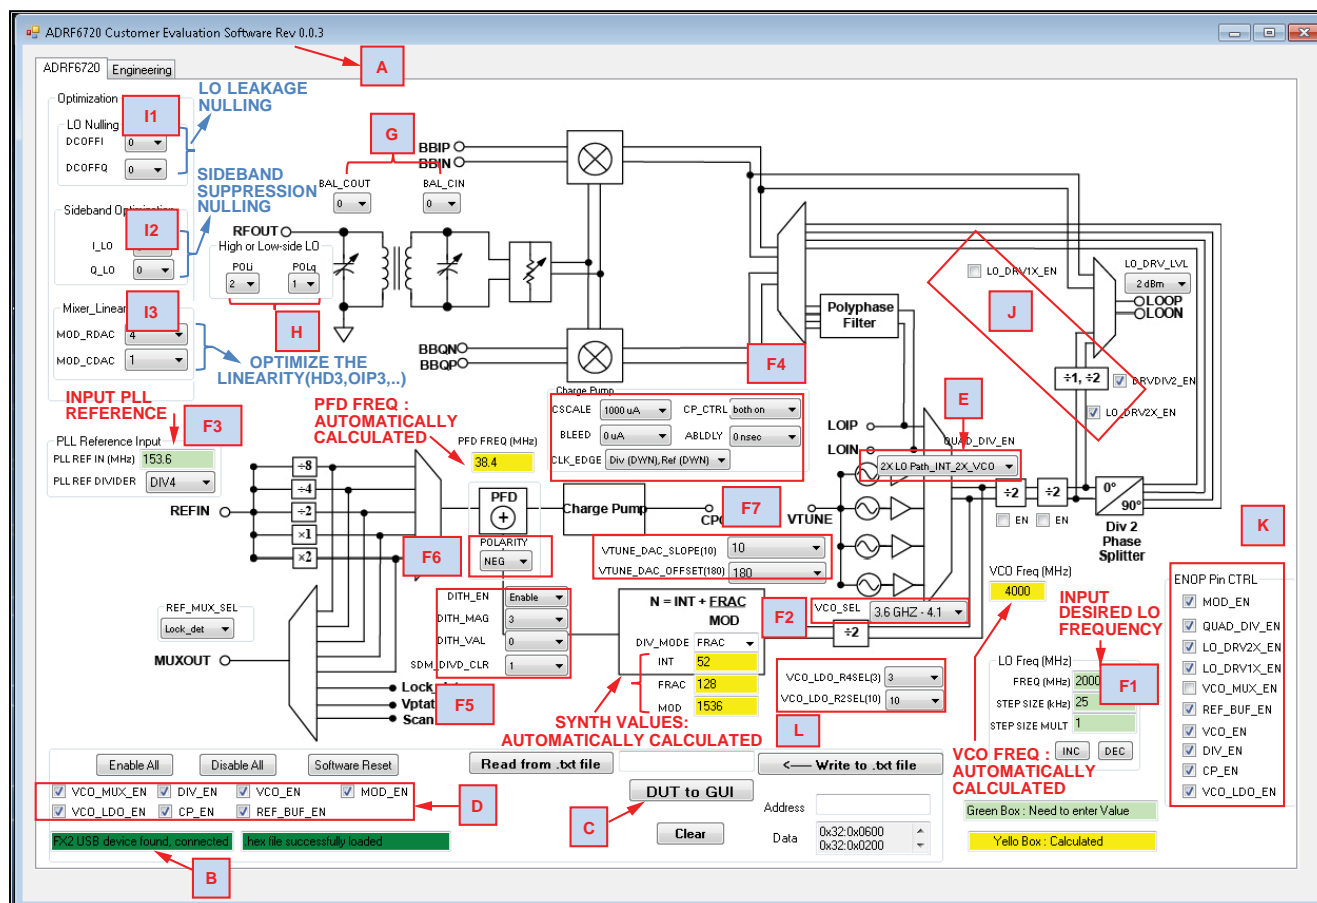 ADRF6720 Customer Evaluation Software Rev 0.0.3
A
ADRF6720
Engineering
Optimization
LO LEAKAGE
NULLING
I1
LO Nulling
DCOFFI
0
DCOFFQ
0
SIDEBAND
SUPPRESSION
NULLING
Sideband
I2
I_LO
Q_LO
0
I3
MOD_RDAC
4
MOD_CDAC
1
OPTIMIZE THE
LINEARITY(HD3,OIP3,..)
G
BBIP
BBIN
BAL_COUT
0
BAL_CIN
0
RFOUT
High or Low-side LO
POLi
2
POLq
1
H
BBQN
BBQP
F4
Polyphase
Filter
LO_DRV1X_EN
J
LO_DRV_LVL
2 dBm
LOOP
LOON
÷1, ÷2
DRVDIV2_EN
LO_DRV2X_EN
E
QUAD_DIV_EN
2X LO Path_INT_2X_VCO
LOIP
LOIN
INPUT PLL
REFERENCE
F3
PLL Reference Input
PLL REF IN (MHz)
153.6
PLL REF DIVIDER
DIV4
PFD FREQ :
AUTOMATICALLY
CALCULATED
PFD FREQ (MHz)
38.4
Charge Pump
CSCALE
1000 uA
CP_CTRL
both on
BLEED
0 uA
ABLDLY
0 nsec
CLK_EDGE
Div (DWN),Ref (DWN)
REFIN
÷8
÷4
÷2
×1
×2
PFD
+
POLARITY
NEG
F6
Charge Pump
F7
VTUNE
VTUNE_DAC_SLOPE(10)
10
VTUNE_DAC_OFFSET(180)
180
÷2
÷2
EN
EN
0°
90°
Div 2
Phase
Splitter
K
VCO Freq (MHz)
4000
REF_MUX_SEL
Lock_det
MUXOUT
Vptat
Scan
F5
DITH_EN
Enable
DITH_MAG
3
DITH_VAL
0
SDM_DIVD_CLR
1
N = INT + FRAC
MOD
DIV_MODE
FRAC
INT
52
FRAC
128
MOD
1536
SYNTH VALUES:
AUTOMATICALLY CALCULATED
F2
VCO_SEL
3.6 GHZ - 4.1
÷2
VCO_LDO_R4SEL(3)
3
VCO_LDO_R2SEL(10)
10
L
INPUT
DESIRED LO
FREQUENCY
F1
LO Freq (MHz)
FREQ (MHz)
2000
STEP SIZE (kHz)
25
STEP SIZE MULT
1
INC
DEC
VCO FREQ :
AUTOMATICALLY
CALCULATED
ENOP Pin CTRL
MOD_EN
QUAD_DIV_EN
LO_DRV2X_EN
LO_DRV1X_EN
VCO_MUX_EN
REF_BUF_EN
VCO_EN
DIV_EN
CP_EN
VCO_LDO_EN
Enable All
Disable All
Software Reset
Read from .txt file
<---- Write to .txt file
VCO_MUX_EN
DIV_EN
VCO_EN
MOD_EN
VCO_LDO_EN
CP_EN
REF_BUF_EN
D
DUT to GUI
C
Clear
Address
Data
0x32:0x0600
0x32:0x0200
Green Box : Need to enter Value
Yello Box : Calculated
FX2 USB device found, connected
.hex file successfully loaded
B